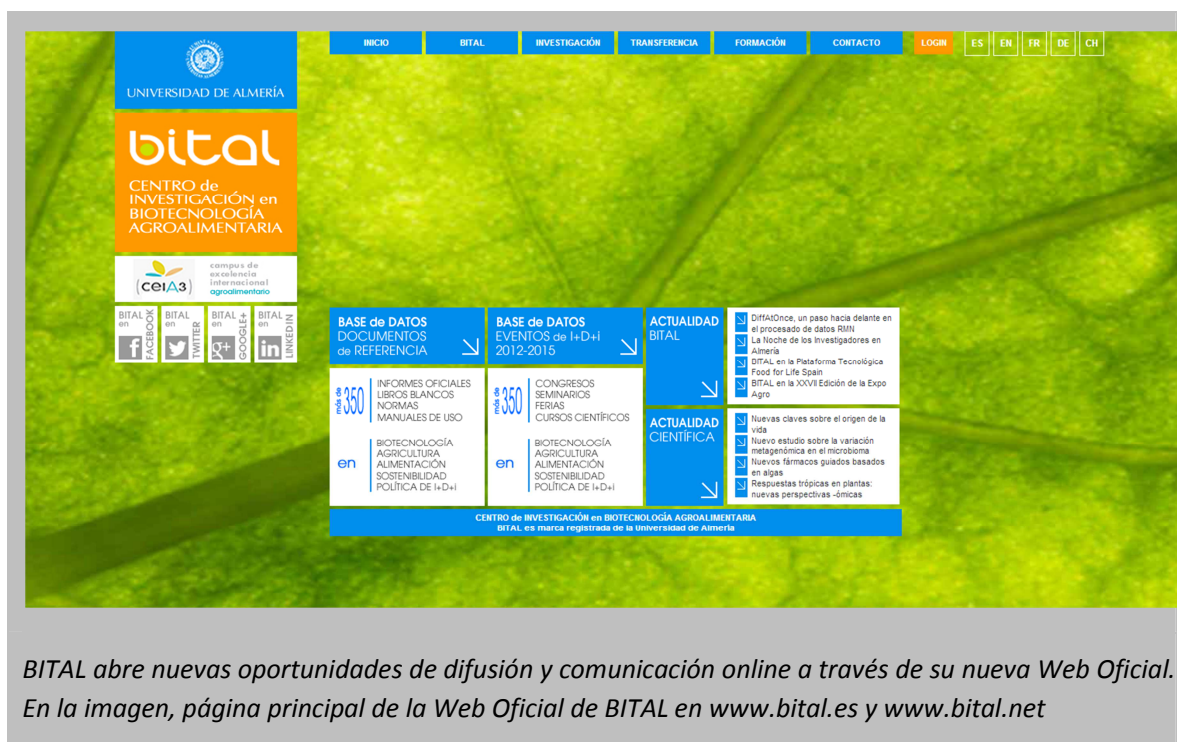 INICIO
BITAL
INVESTIGACIÓN
TRANSFERENCIA
FORMACIÓN
CONTACTO
LOGIN
ES
EN
FR
DE
CH
UNIVERSIDAD DE ALMERÍA
bital
CENTRO de
INVESTIGACIÓN en
BIOTECNOLOGÍA
AGROALIMENTARIA
(ceiA3)
campus de
excelencia
internacional
agroalimentario
BITAL
en
FACEBOOK
BITAL
en
TWITTER
BITAL
en
GOOGLE+
BITAL
en
LINKEDIN
BASE de DATOS
DOCUMENTOS
de REFERENCIA
más de
350
INFORMES OFICIALES
LIBROS BLANCOS
NORMAS
MANUALES DE USO
en
BIOTECNOLOGÍA
AGRICULTURA
ALIMENTACIÓN
SOSTENIBILIDAD
POLÍTICA DE I+D+i
BASE de DATOS
EVENTOS de I+D+i
2012-2015
más de
350
CONGRESOS
SEMINARIOS
FERIAS
CURSOS CIENTÍFICOS
en
BIOTECNOLOGÍA
AGRICULTURA
ALIMENTACIÓN
SOSTENIBILIDAD
POLÍTICA DE I+D+i
ACTUALIDAD
BITAL
DiffAtOnce, un paso hacia delante en
el procesado de datos RMN
La Noche de los Investigadores en
Almería
BITAL en la Plataforma Tecnológica
Food for Life Spain
BITAL en la XXVII Edición de la Expo
Agro
ACTUALIDAD
CIENTÍFICA
Nuevas claves sobre el origen de la
vida
Nuevo estudio sobre la variación
metagenómica en el microbioma
Nuevos fármacos guiados basados
en algas
Respuestas trópicas en plantas:
nuevas perspectivas -ómicas
CENTRO de INVESTIGACIÓN en BIOTECNOLOGÍA AGROALIMENTARIA
BITAL es marca registrada de la Universidad de Almería
BITAL abre nuevas oportunidades de difusión y comunicación online a través de su nueva Web Oficial.
En la imagen, página principal de la Web Oficial de BITAL en www.bital.es y www.bital.net